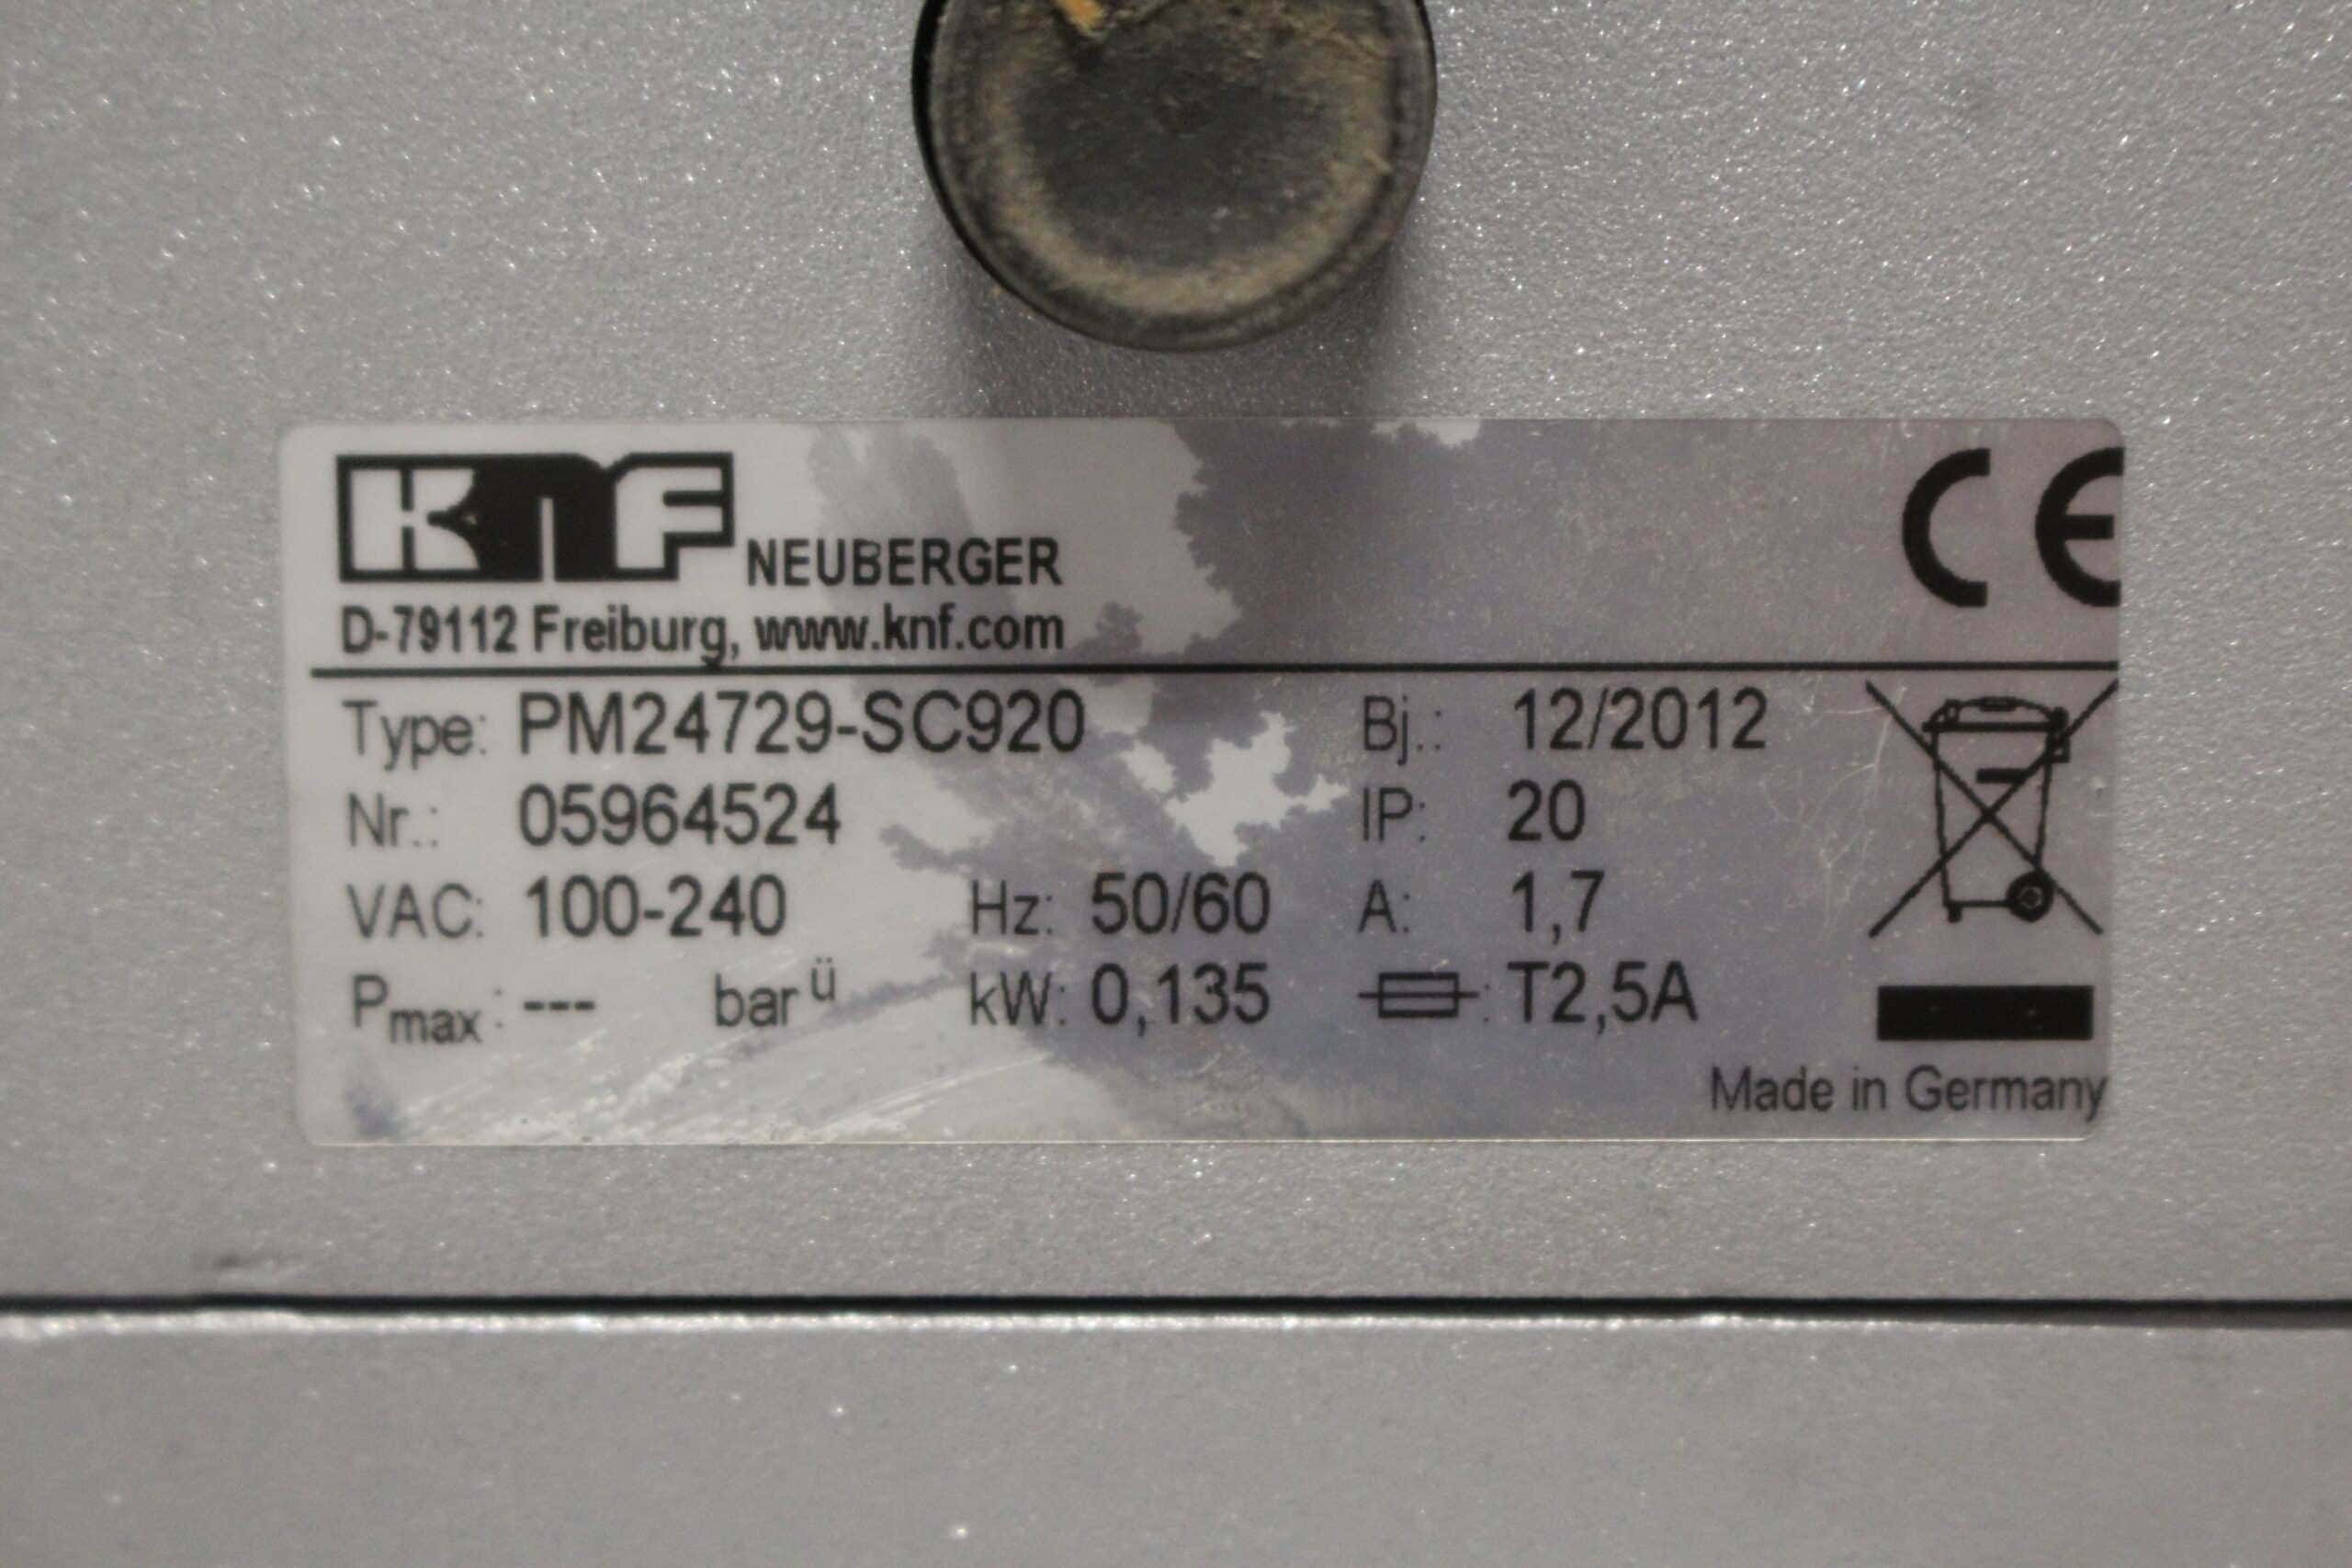 KNF NEUBERGER CE
D-79112 Freiburg, www.knf.com
Type: PM24729-SC920 Bj.: 12/2012
Nr.: 05964524 IP: 20
VAC: 100-240 Hz: 50/60 A: 1,7
Pmax: --- bar ü kW: 0,135 : T2,5A
Made in Germany